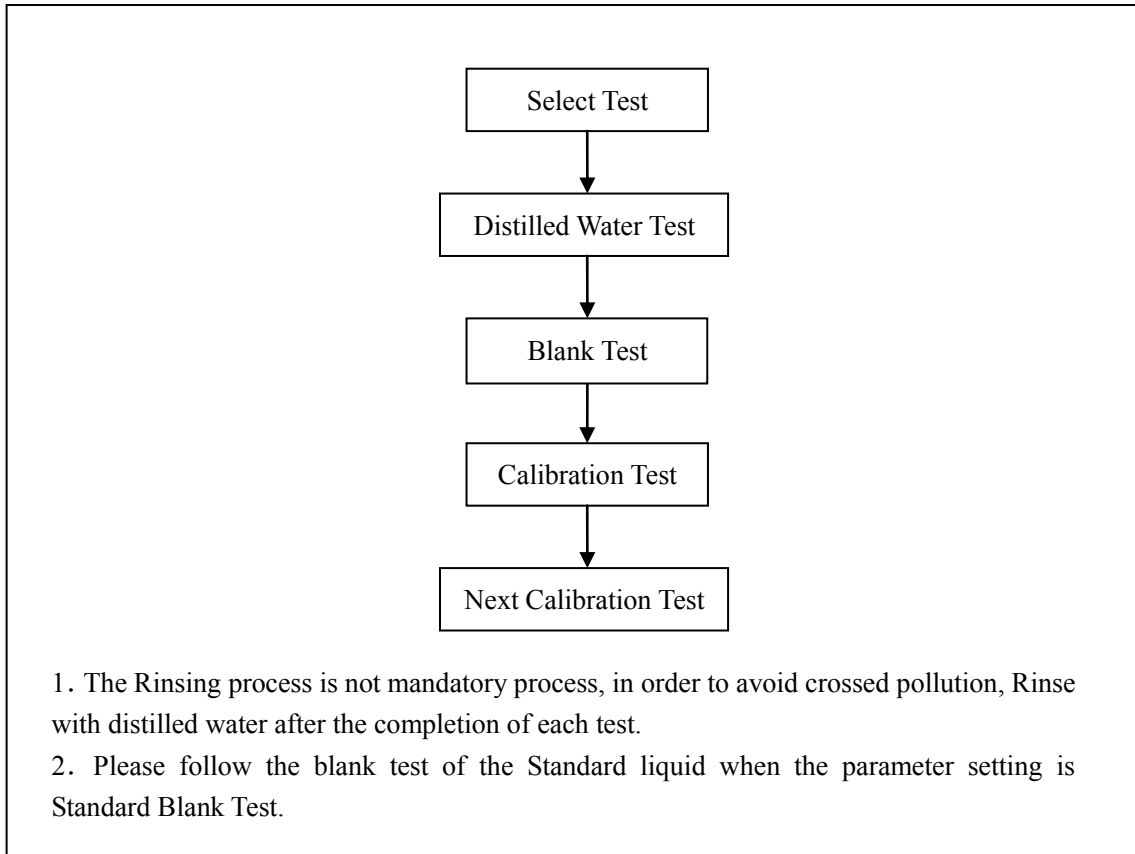 Select Test
Distilled Water Test
Blank Test
Calibration Test
Next Calibration Test
1. The Rinsing process is not mandatory process, in order to avoid crossed pollution, Rinse
with distilled water after the completion of each test.
2. Please follow the blank test of the Standard liquid when the parameter setting is
Standard Blank Test.